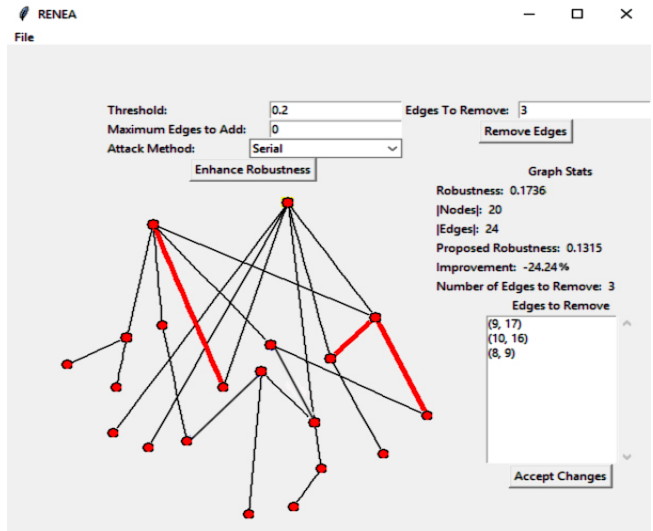 RENEA
File
Threshold: 0.2 Edges To Remove: 3
Maximum Edges to Add: 0 Remove Edges
Attack Method: Serial
Enhance Robustness
Graph Stats
Robustness: 0.1736
|Nodes|: 20
|Edges|: 24
Proposed Robustness: 0.1315
Improvement: -24.24%
Number of Edges to Remove: 3
Edges to Remove
(9, 17)
(10, 16)
(8, 9)
Accept Changes